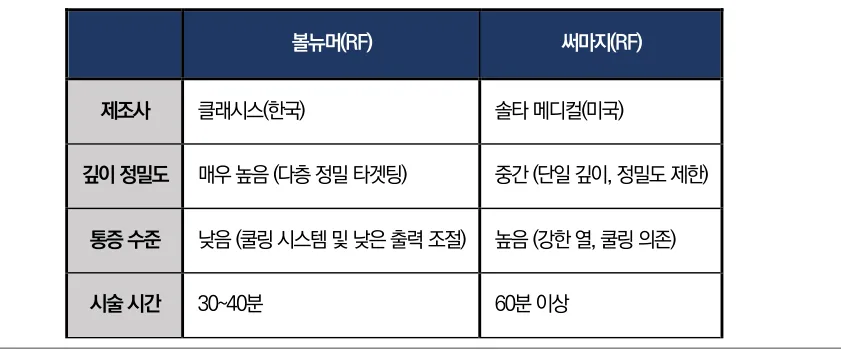 볼뉴머(RF) 써마지(RF)
제조사 클래시스(한국) 솔타 메디컬(미국)
깊이 정밀도 매우 높음 (다층 정밀 타겟팅) 중간 (단일 깊이, 정밀도 제한)
통증 수준 낮음 (쿨링 시스템 및 낮은 출력 조절) 높음 (강한 열, 쿨링 의존)
시술 시간 30~40분 60분 이상